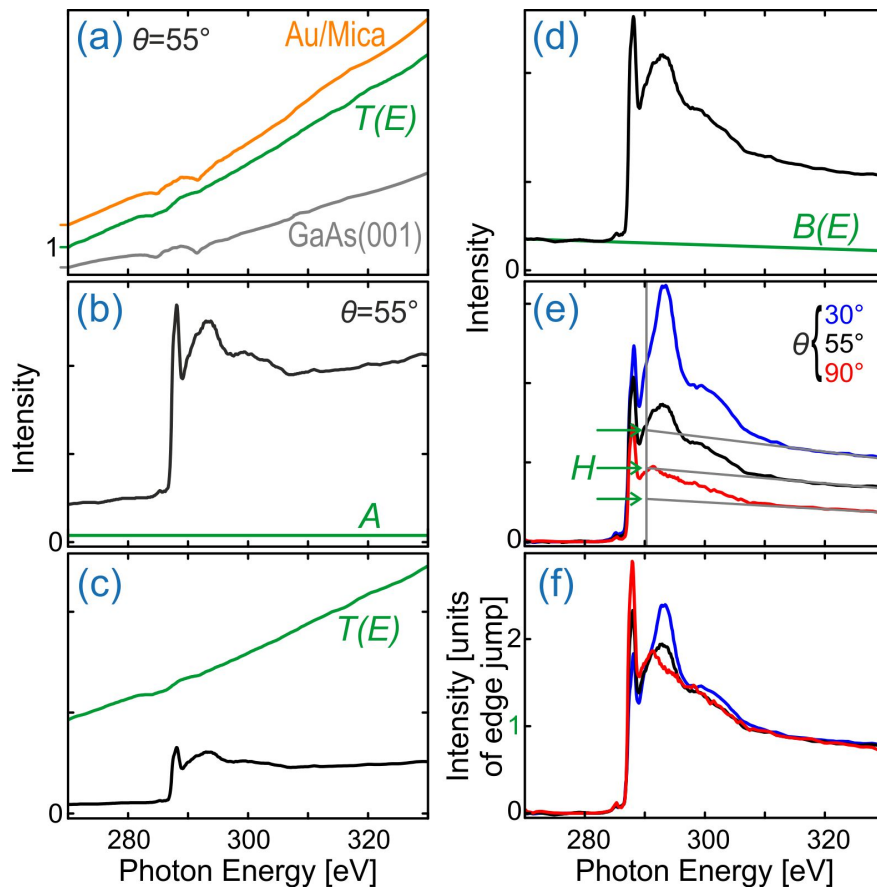 (a) θ=55° Au/Mica
T(E)
1
GaAs(001)
(b) θ=55°
A
0
Intensity
(c)
T(E)
0
280 300 320
Photon Energy [eV]
(d)
B(E)
0
Intensity
(e)
θ { 30°
55°
90°
H
0
(f)
2
1
0
Intensity [units
of edge jump]
280 300 320
Photon Energy [eV]